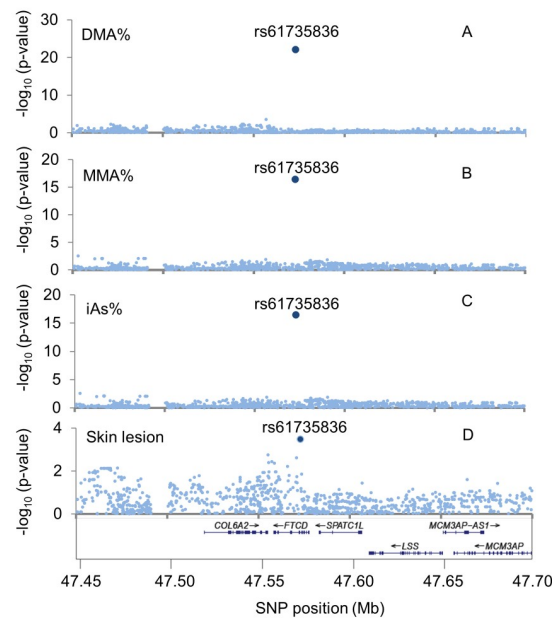 DMA%
rs61735836
A
-log10 (p-value)
30
20
10
0
MMA%
rs61735836
B
-log10 (p-value)
20
15
10
5
0
iAs%
rs61735836
C
-log10 (p-value)
20
15
10
5
0
Skin lesion
rs61735836
D
-log10 (p-value)
4
2
0
COL6A2→ ←FTCD ←SPATC1L MCM3AP-AS1→
←LSS ←MCM3AP
47.45 47.50 47.55 47.60 47.65 47.70
SNP position (Mb)